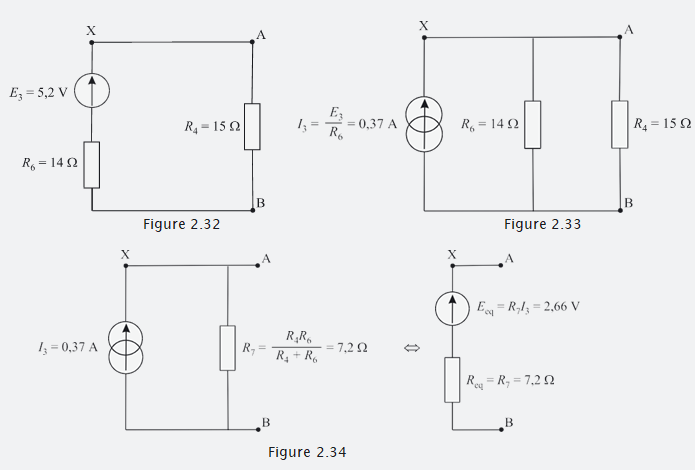 X
A
E₃ = 5,2 V
R₄ = 15 Ω
R₆ = 14 Ω
B
Figure 2.32
X
A
I₃ = E₃/R₆ = 0,37 A
R₆ = 14 Ω
R₄ = 15 Ω
B
Figure 2.33
X
A
I₃ = 0,37 A
R₇ = R₄R₆/(R₄ + R₆) = 7,2 Ω
B
⇔
X
A
E_eq = R₇I₃ = 2,66 V
R_eq = R₇ = 7,2 Ω
B
Figure 2.34